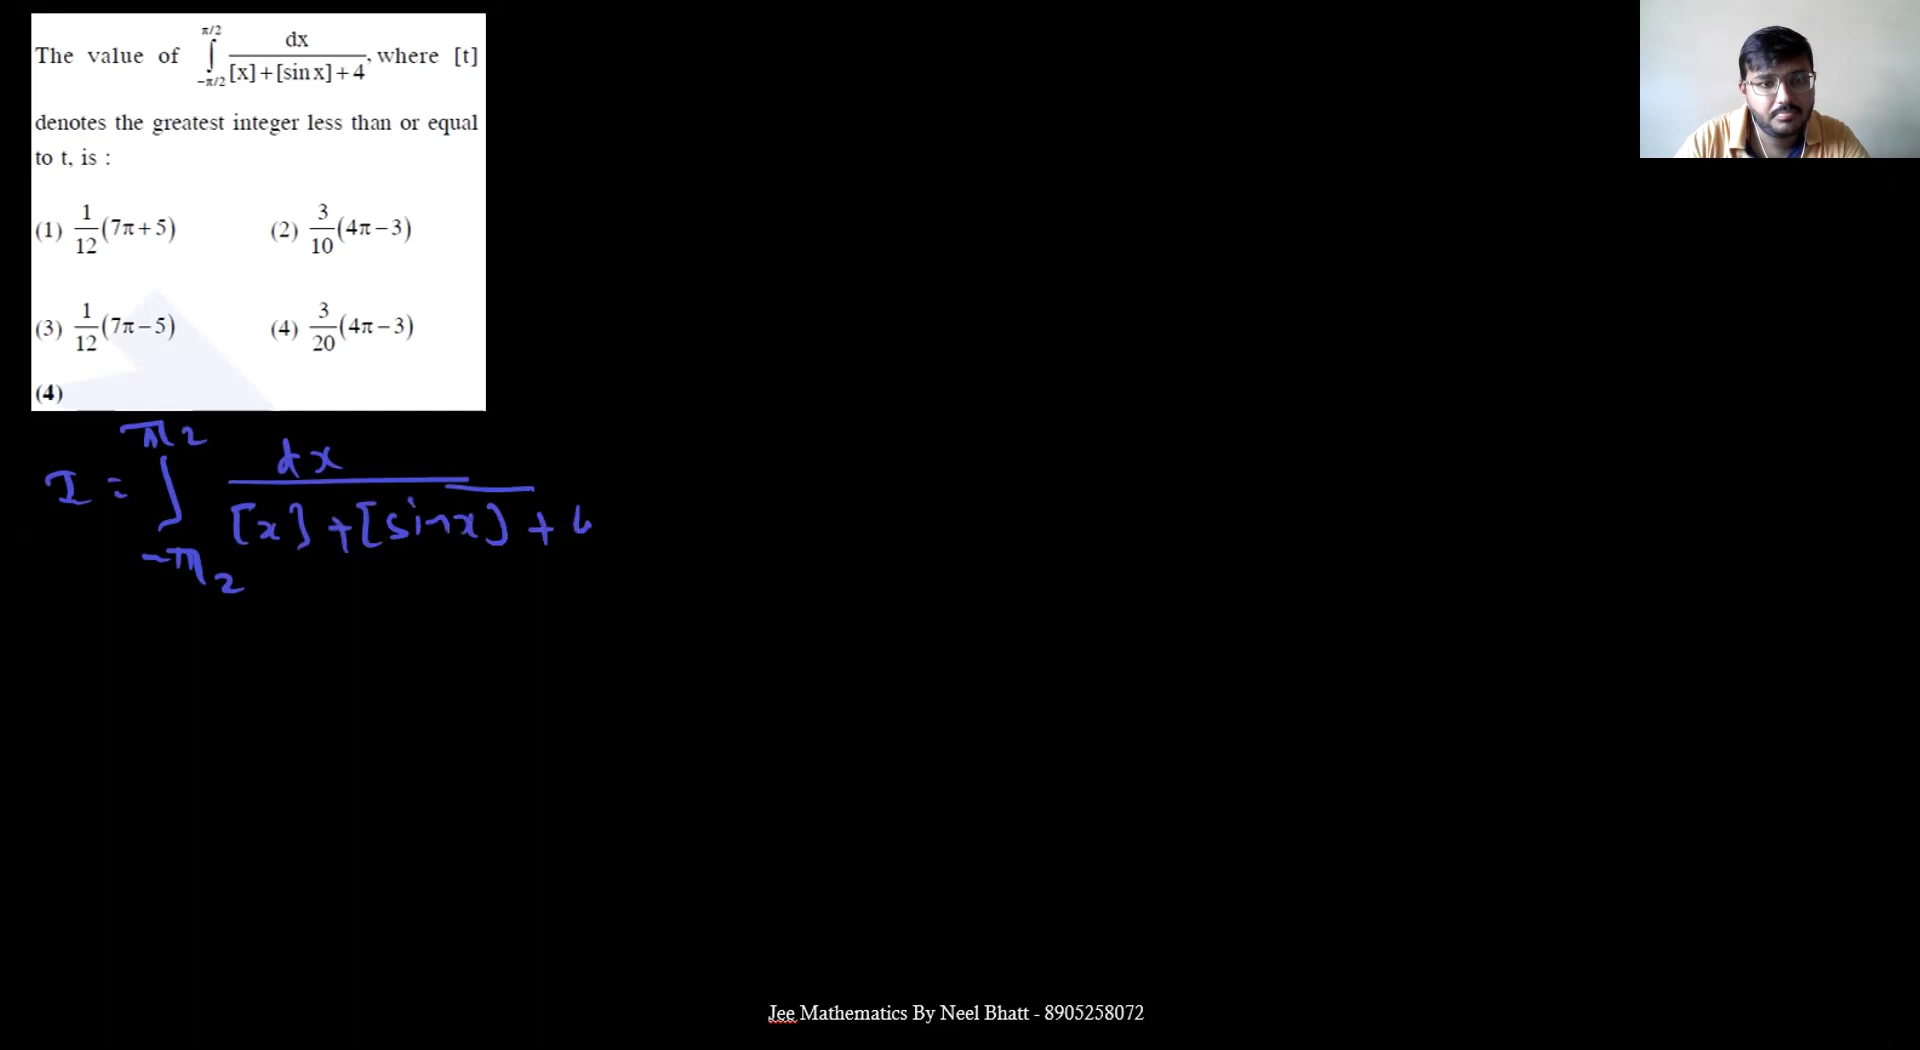 The value of ∫_{-π/2}^{π/2} dx/([x]+[sin x]+4), where [t]
denotes the greatest integer less than or equal
to t, is :
(1) 1/12 (7π+5) (2) 3/10 (4π−3)
(3) 1/12 (7π−5) (4) 3/20 (4π−3)
(4)
I = ∫_{-π/2}^{π/2} dx/([x] + [sin x] + 4)
Jee Mathematics By Neel Bhatt - 8905258072